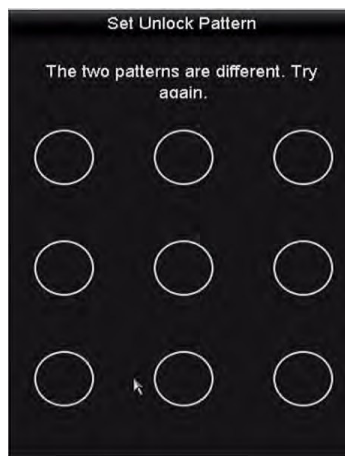 Set Unlock Pattern
The two patterns are different. Try
again.